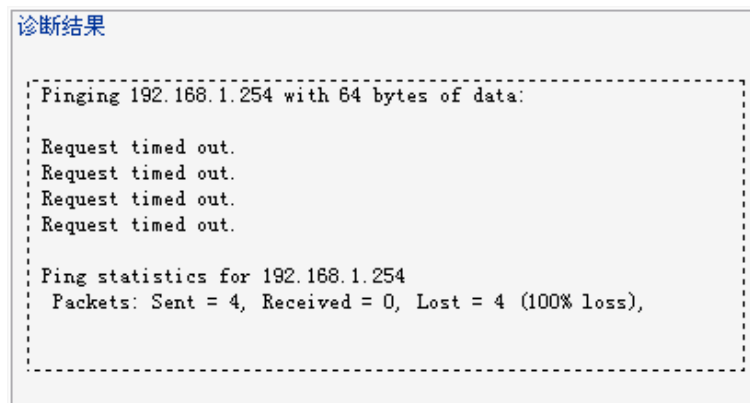 诊断结果
Pinging 192.168.1.254 with 64 bytes of data:
Request timed out.
Request timed out.
Request timed out.
Request timed out.
Ping statistics for 192.168.1.254
Packets: Sent = 4, Received = 0, Lost = 4 (100% loss),